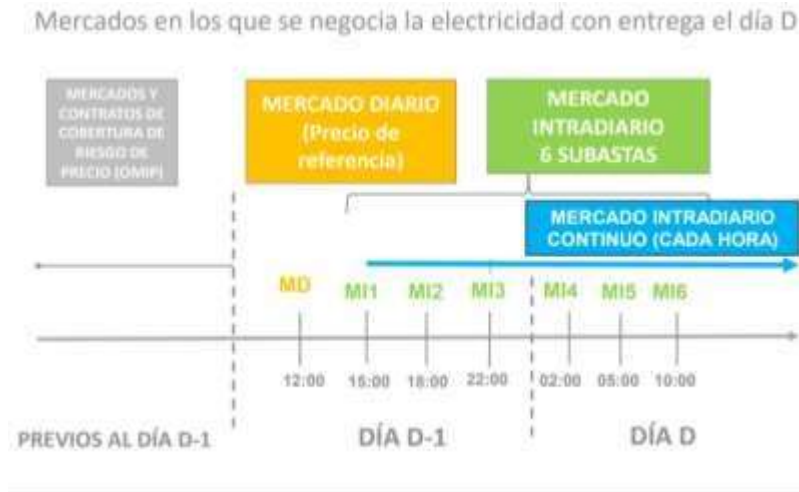 Mercados en los que se negocia la electricidad con entrega el día D
MERCADOS Y
CONTRATOS DE
COBERTURA DE
RIESGO DE
PRECIO (OMIP)
MERCADO DIARIO
(Precio de
referencia)
MERCADO
INTRADIARIO
6 SUBASTAS
MERCADO INTRADIARIO
CONTINUO (CADA HORA)
MD MI1 MI2 MI3 MI4 MI5 MI6
12:00 15:00 18:00 22:00 02:00 05:00 10:00
PREVIOS AL DÍA D-1 DÍA D-1 DÍA D